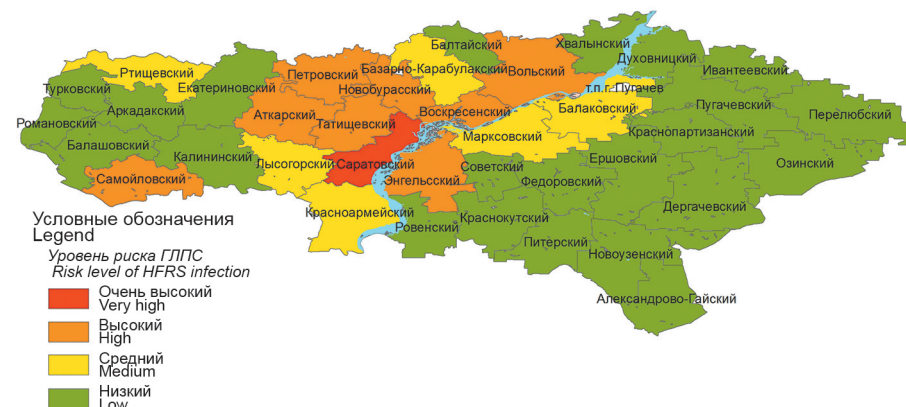 Балтайский
Хвалынский
Духовницкий
Ртищевский
Петровский
Базарно-Карабулакский
Вольский
Ивантеевский
Турковский
Екатериновский
Новобурасский
т.п.г. Пугачев
Аркадакский
Воскресенский
Балаковский
Пугачевский
Перелюбский
Романовский
Аткарский
Татищевский
Марксовский
Краснопартизанский
Балашовский
Калининский
Лысогорский
Саратовский
Советский
Ершовский
Озинский
Самойловский
Энгельсский
Федоровский
Дергачевский
Красноармейский
Ровенский
Краснокутский
Питерский
Новоузенский
Александрово-Гайский
Условные обозначения
Legend
Уровень риска ГЛПС
Risk level of HFRS infection
Очень высокий
Very high
Высокий
High
Средний
Medium
Низкий
Low